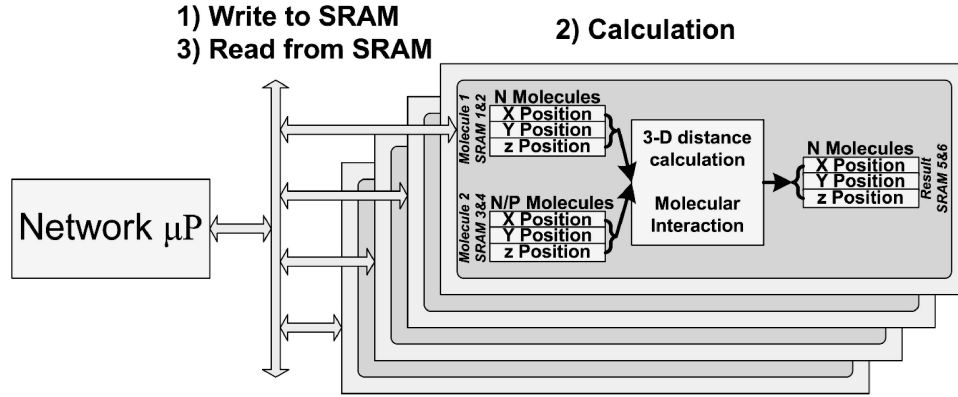 1) Write to SRAM
3) Read from SRAM
2) Calculation
Network µP
Molecule 1
SRAM 1&2
N Molecules
X Position
Y Position
z Position
Molecule 2
SRAM 3&4
N/P Molecules
X Position
Y Position
z Position
3-D distance
calculation
Molecular
Interaction
N Molecules
X Position
Y Position
z Position
Result
SRAM 5&6